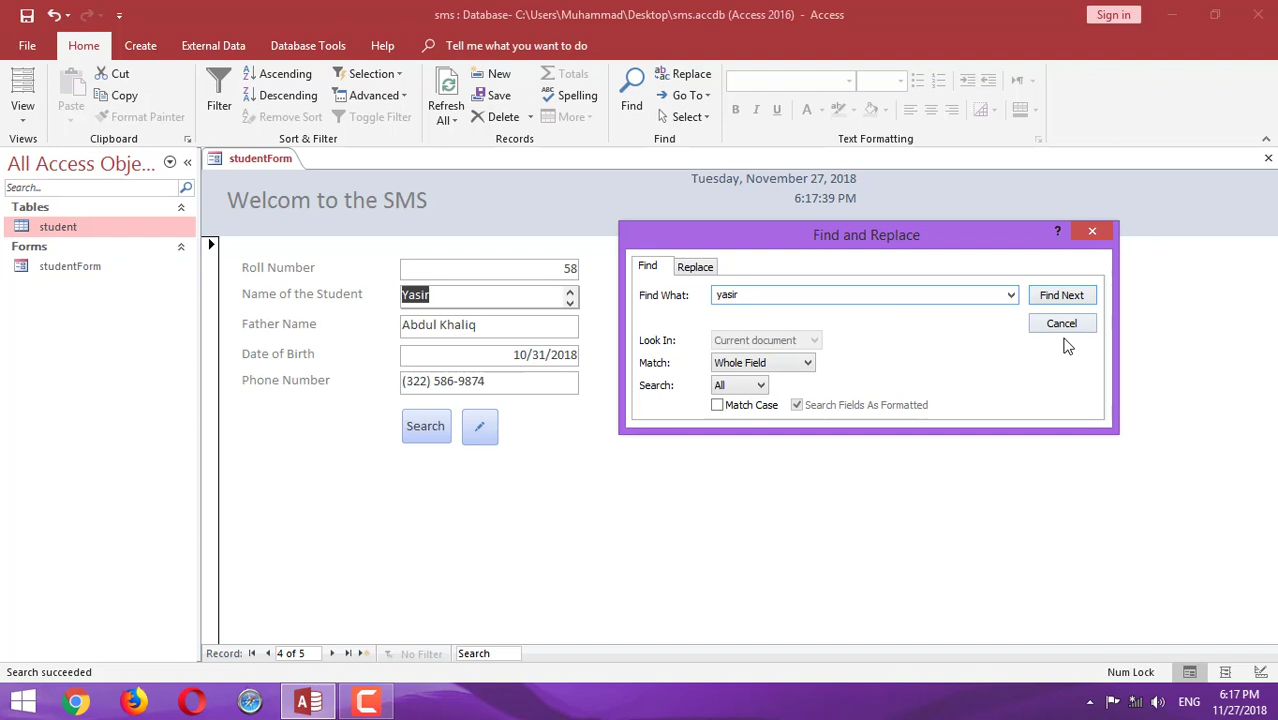 sms : Database- C:\Users\Muhammad\Desktop\sms.accdb (Access 2016) - Access
Sign in
File Home Create External Data Database Tools Help Tell me what you want to do
View
Views
Paste
Cut
Copy
Format Painter
Clipboard
Filter
Ascending
Descending
Remove Sort
Selection
Advanced
Toggle Filter
Sort & Filter
Refresh
All
New
Save
Delete
Totals
Spelling
More
Records
Find
Replace
Go To
Select
Find
B I U
A
Text Formatting
All Access Obje...
Search...
Tables
student
Forms
studentForm
studentForm
Welcom to the SMS
Tuesday, November 27, 2018
6:17:39 PM
Roll Number 58
Name of the Student Yasir
Father Name Abdul Khaliq
Date of Birth 10/31/2018
Phone Number (322) 586-9874
Search
Find and Replace
?
Find Replace
Find What: yasir Find Next
Cancel
Look In: Current document
Match: Whole Field
Search: All
Match Case Search Fields As Formatted
Record: 4 of 5 No Filter Search
Search succeeded
Num Lock
ENG
6:17 PM
11/27/2018